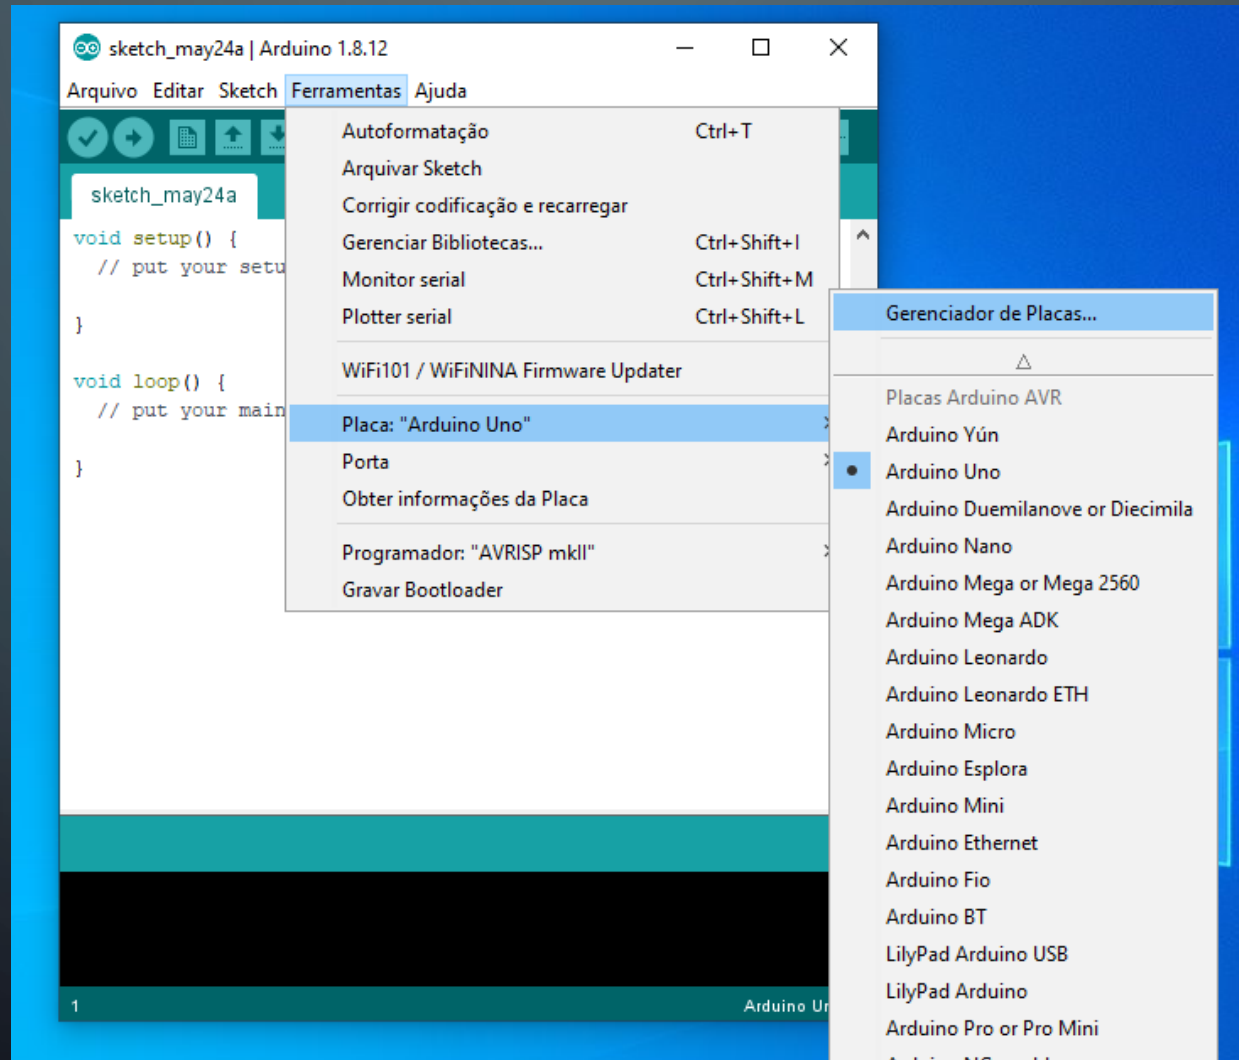 sketch_may24a | Arduino 1.8.12
Arquivo Editar Sketch Ferramentas Ajuda
sketch_may24a
void setup() {
// put your setu
}
void loop() {
// put your main
}
Autoformatação Ctrl+T
Arquivar Sketch
Corrigir codificação e recarregar
Gerenciar Bibliotecas... Ctrl+Shift+I
Monitor serial Ctrl+Shift+M
Plotter serial Ctrl+Shift+L
WiFi101 / WiFiNINA Firmware Updater
Placa: "Arduino Uno"
Porta
Obter informações da Placa
Programador: "AVRISP mkII"
Gravar Bootloader
Gerenciador de Placas...
Placas Arduino AVR
Arduino Yún
Arduino Uno
Arduino Duemilanove or Diecimila
Arduino Nano
Arduino Mega or Mega 2560
Arduino Mega ADK
Arduino Leonardo
Arduino Leonardo ETH
Arduino Micro
Arduino Esplora
Arduino Mini
Arduino Ethernet
Arduino Fio
Arduino BT
LilyPad Arduino USB
LilyPad Arduino
Arduino Pro or Pro Mini
1 Arduino Un